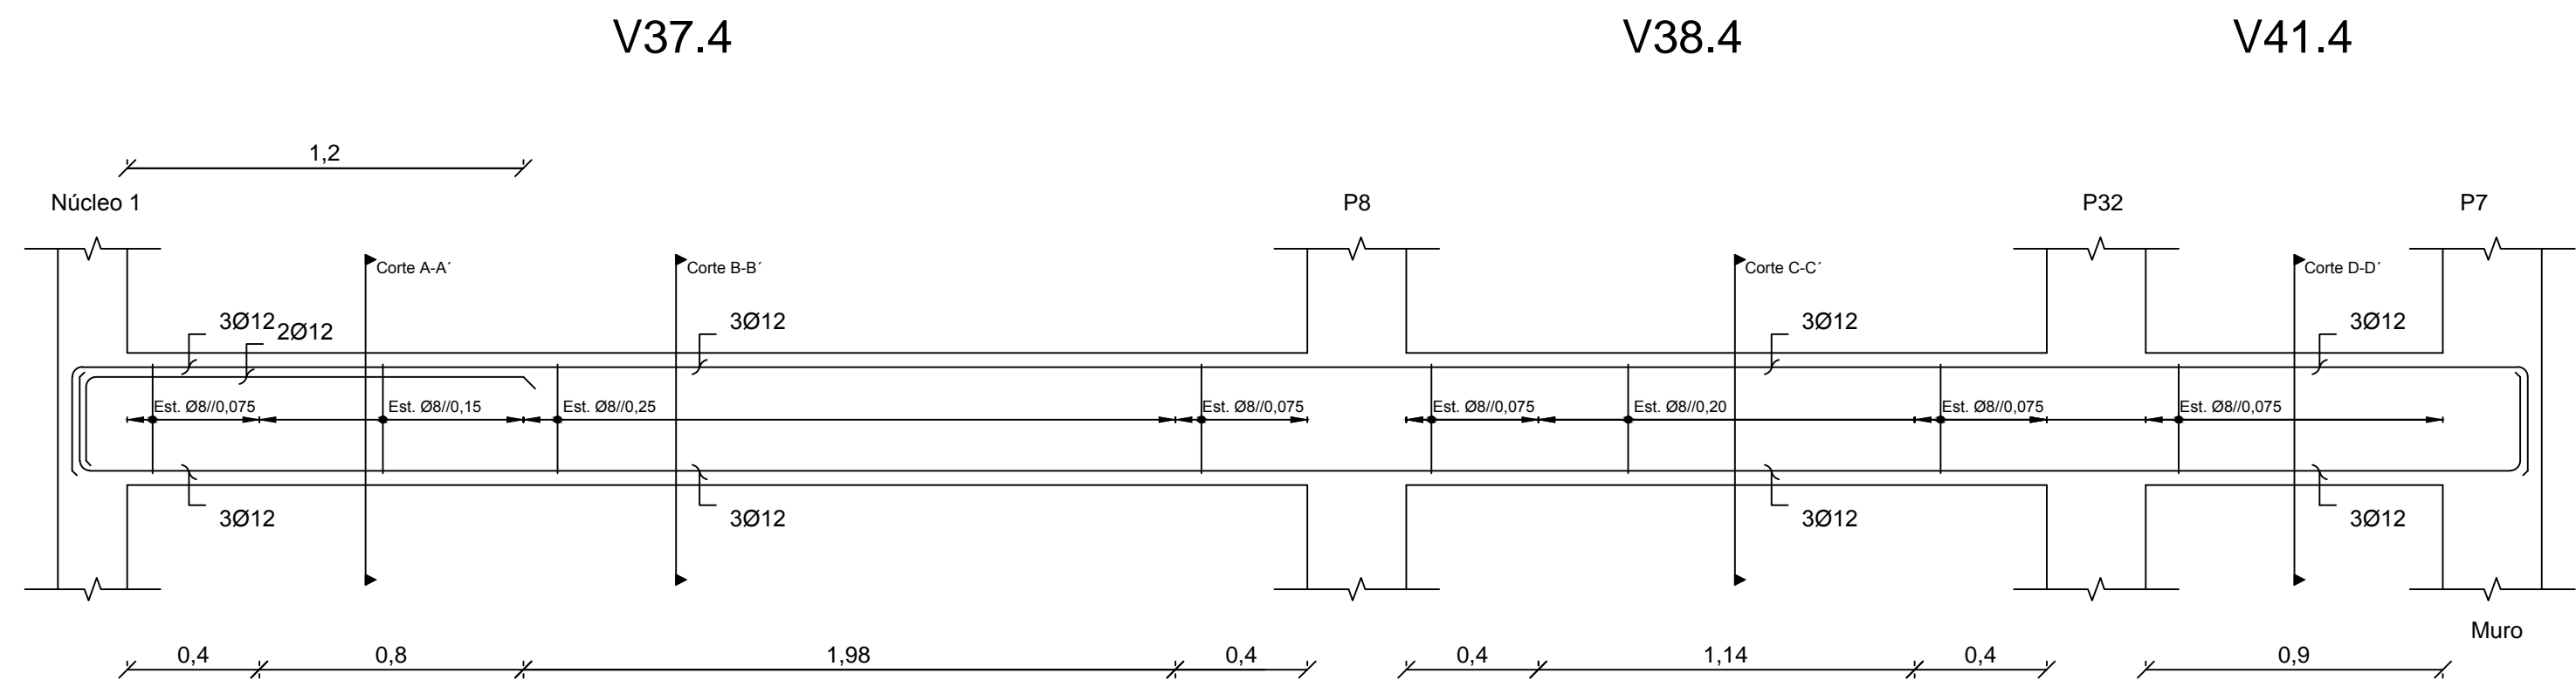 V37.4 V38.4 V41.4
1,2
Núcleo 1 P8 P32 P7
Corte A-A´ Corte B-B´ Corte C-C´ Corte D-D´
3Ø12 2Ø12 3Ø12 3Ø12 3Ø12
Est. Ø8//0,075 Est. Ø8//0,15 Est. Ø8//0,25 Est. Ø8//0,075 Est. Ø8//0,075 Est. Ø8//0,20 Est. Ø8//0,075 Est. Ø8//0,075
3Ø12 3Ø12 3Ø12 3Ø12
Muro
0,4 0,8 1,98 0,4 0,4 1,14 0,4 0,9